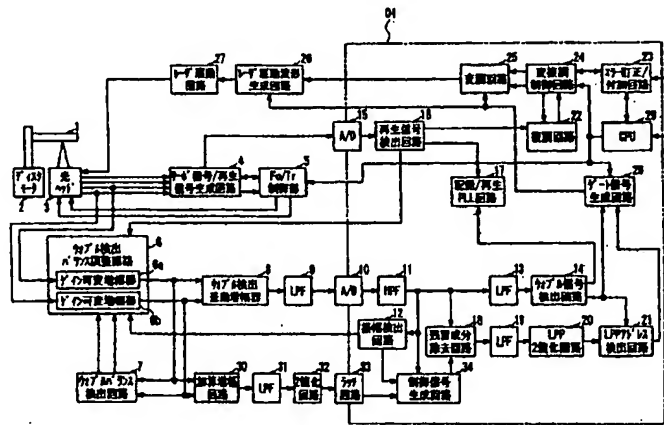 D4
27
レーザ駆動
回路
26
レーザ駆動波形
生成回路
25
変調回路
24
変復調
制御回路
23
エラー訂正/
付加回路
1
15
A/D
16
再生信号
検出回路
22
復調回路
29
CPU
ディスク
モータ
2
光
ヘッド
3
サーボ信号/再生
信号生成回路
4
Fo/Tr
制御部
5
17
記録/再生
PLL回路
28
ゲート信号
生成回路
6
ウォブル検出
バランス調整回路
6a
ゲイン可変増幅器
6b
ゲイン可変増幅器
8
ウォブル検出
差動増幅器
9
LPF
10
A/D
11
HPF
13
LPF
14
ウォブル信号
検出回路
12
振幅検出
回路
18
残留成分
除去回路
19
LPF
20
LPP
2値化回路
21
LPPアドレス
検出回路
7
ウォブルバランス
検出回路
30
加算増幅
回路
31
LPF
32
2値化
回路
33
ラッチ
回路
34
制御信号
生成回路